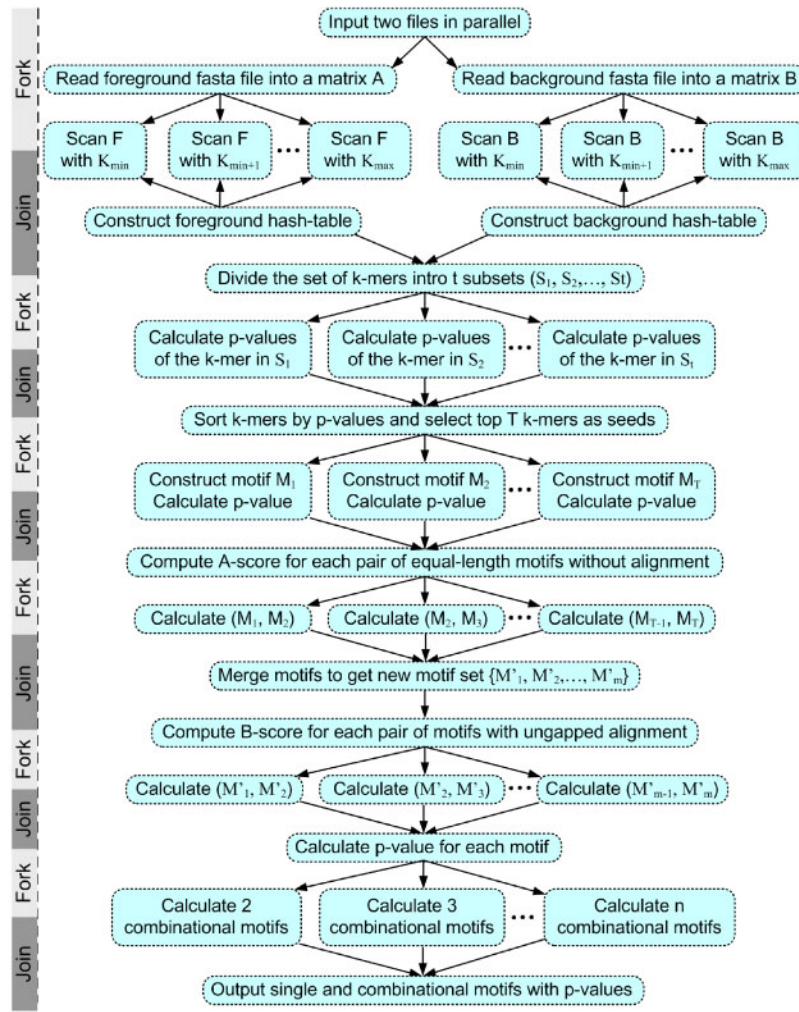 Input two files in parallel
Read foreground fasta file into a matrix A
Read background fasta file into a matrix B
Scan F
with Kmin
Scan F
with Kmin+1
•••
Scan F
with Kmax
Scan B
with Kmin
Scan B
with Kmin+1
•••
Scan B
with Kmax
Construct foreground hash-table
Construct background hash-table
Divide the set of k-mers intro t subsets (S1, S2,..., St)
Calculate p-values
of the k-mer in S1
Calculate p-values
of the k-mer in S2
•••
Calculate p-values
of the k-mer in St
Sort k-mers by p-values and select top T k-mers as seeds
Construct motif M1
Calculate p-value
Construct motif M2
Calculate p-value
•••
Construct motif MT
Calculate p-value
Compute A-score for each pair of equal-length motifs without alignment
Calculate (M1, M2)
Calculate (M2, M3)
•••
Calculate (MT-1, MT)
Merge motifs to get new motif set {M'1, M'2,..., M'm}
Compute B-score for each pair of motifs with ungapped alignment
Calculate (M'1, M'2)
Calculate (M'2, M'3)
•••
Calculate (M'm-1, M'm)
Calculate p-value for each motif
Calculate 2
combinational motifs
Calculate 3
combinational motifs
•••
Calculate n
combinational motifs
Output single and combinational motifs with p-values
Fork
Join
Fork
Join
Fork
Join
Fork
Join
Fork
Join
Fork
Join